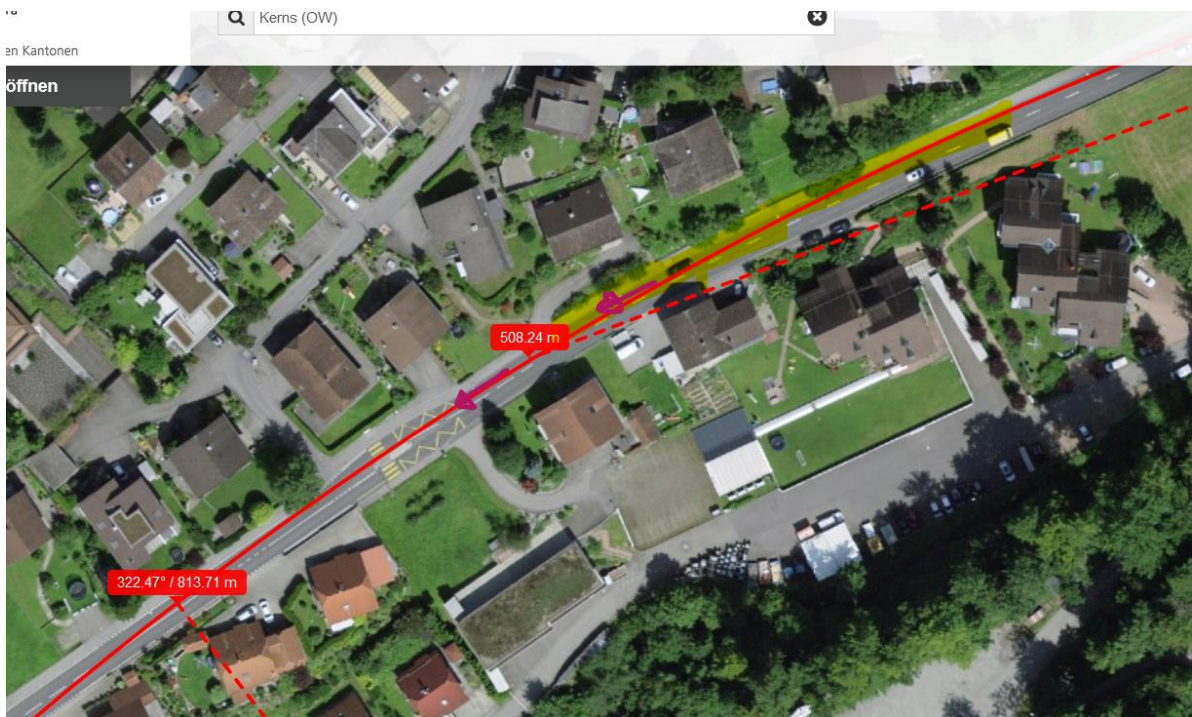 Kerns (OW)
en Kantonen
öffnen
508.24 m
322.47° / 813.71 m